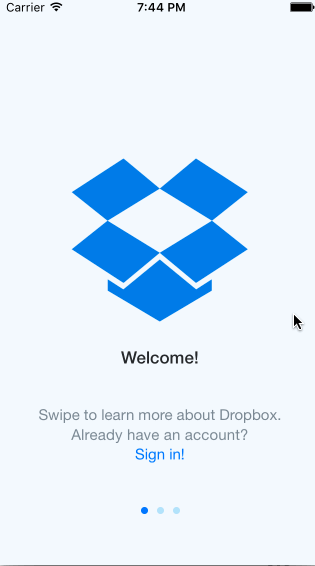 Carrier 7:44 PM
Welcome!
Swipe to learn more about Dropbox.
Already have an account?
Sign in!